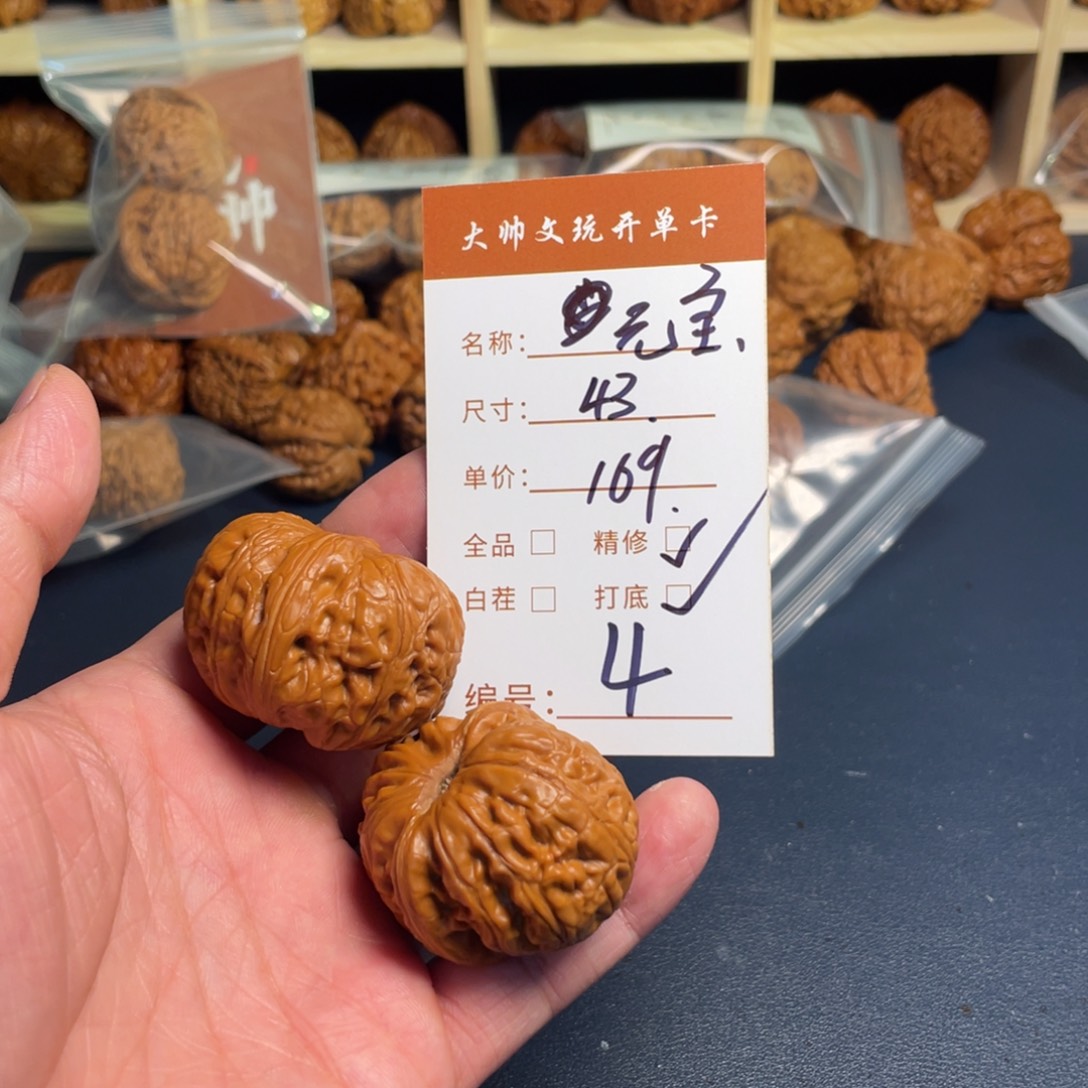 大帅文玩开单卡
名称：元宝.
尺寸：43.
单价：169.
全品 □ 精修 □✓
白茬 □ 打底 □✓
编号：4
帅